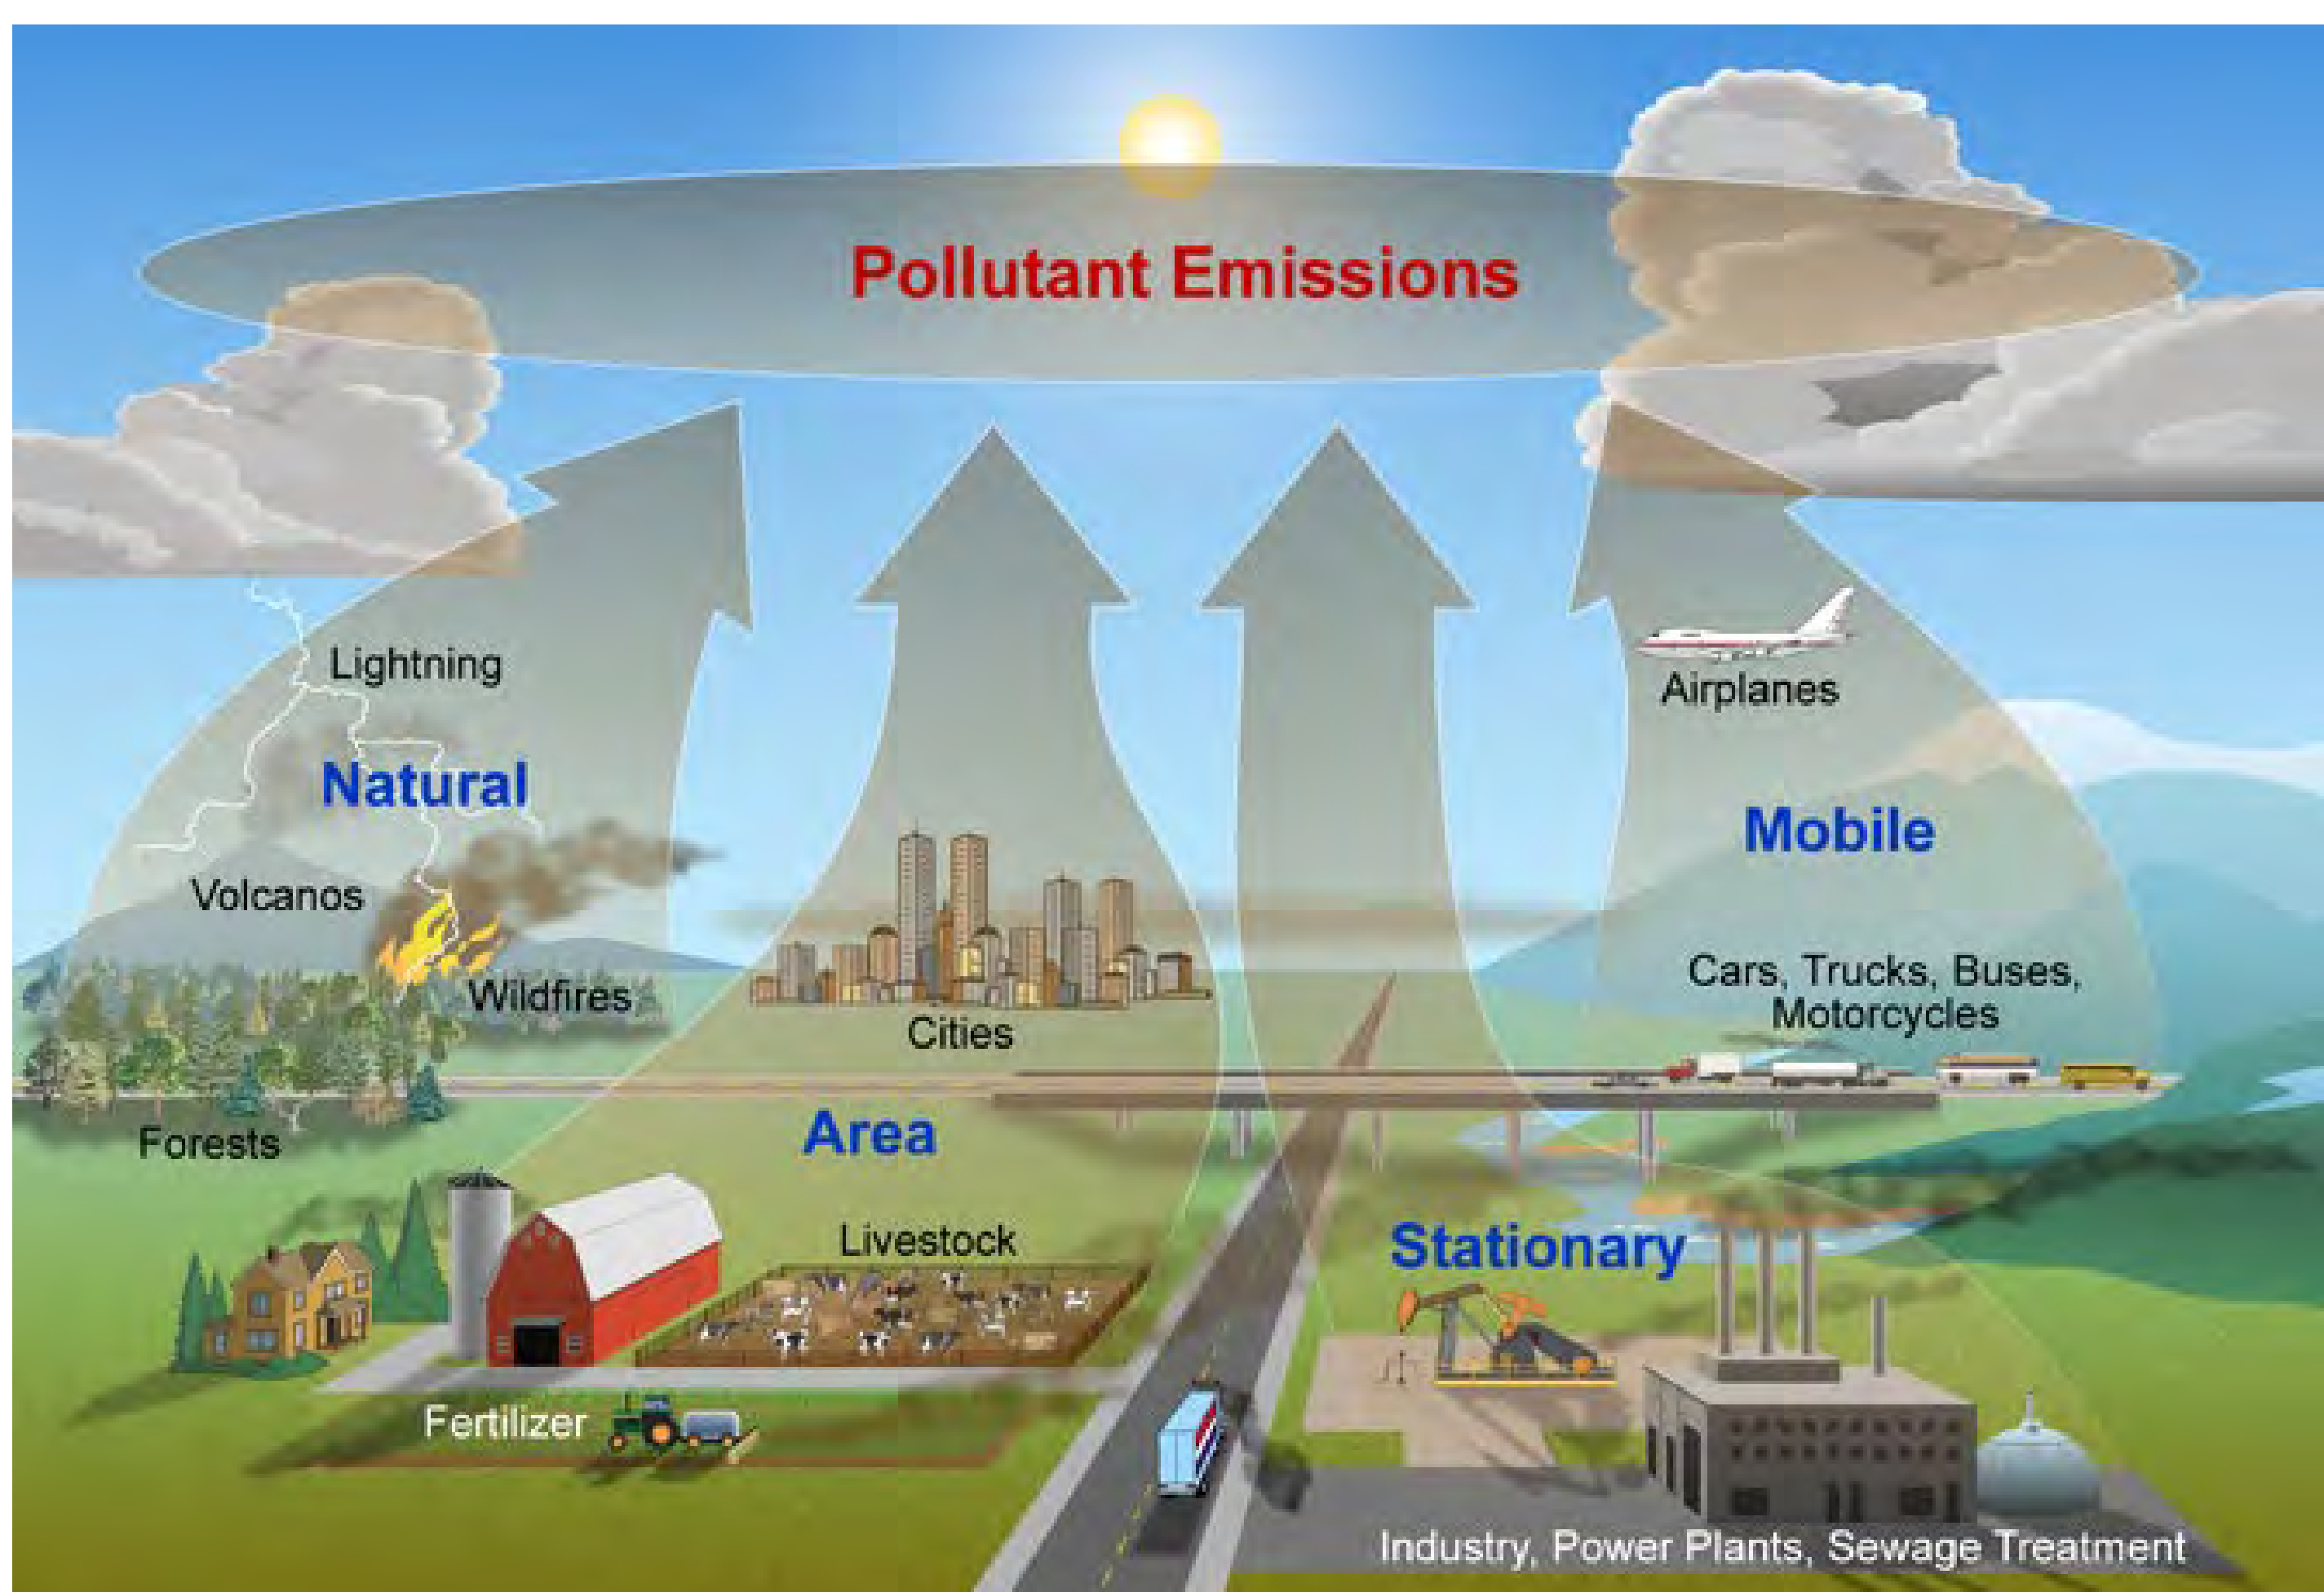 Pollutant Emissions
Lightning
Natural
Volcanos
Wildfires
Forests
Cities
Area
Livestock
Fertilizer
Airplanes
Mobile
Cars, Trucks, Buses,
Motorcycles
Stationary
Industry, Power Plants, Sewage Treatment